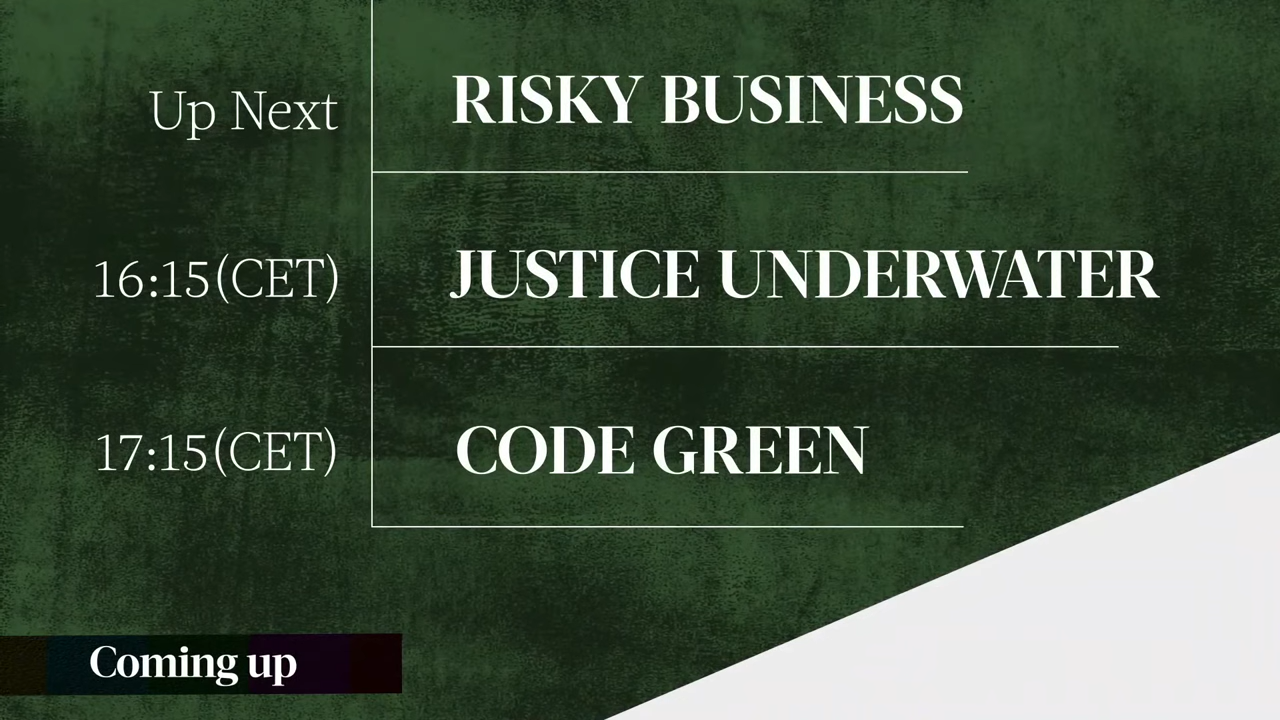 Up Next
RISKY BUSINESS
16:15(CET)
JUSTICE UNDERWATER
17:15(CET)
CODE GREEN
Coming up